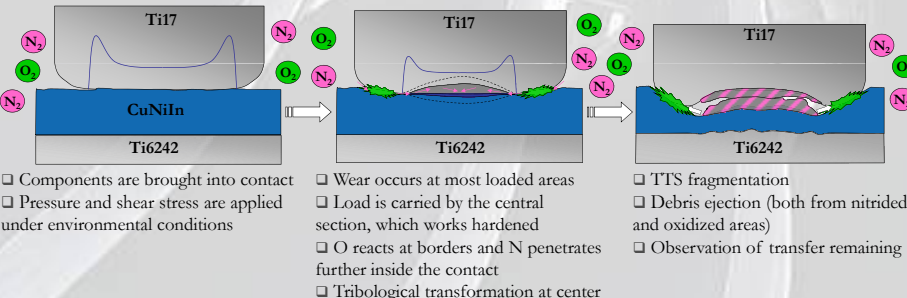 Ti17
N₂
O₂
N₂
CuNiIn
Ti6242
N₂
O₂
Ti17
O₂
N₂
N₂
O₂
Ti6242
Ti17
N₂
N₂
N₂
Ti6242
❑ Components are brought into contact
❑ Pressure and shear stress are applied
under environmental conditions
❑ Wear occurs at most loaded areas
❑ Load is carried by the central
section, which works hardened
❑ O reacts at borders and N penetrates
further inside the contact
❑ Tribological transformation at center
❑ TTS fragmentation
❑ Debris ejection (both from nitrided
and oxidized areas)
❑ Observation of transfer remaining